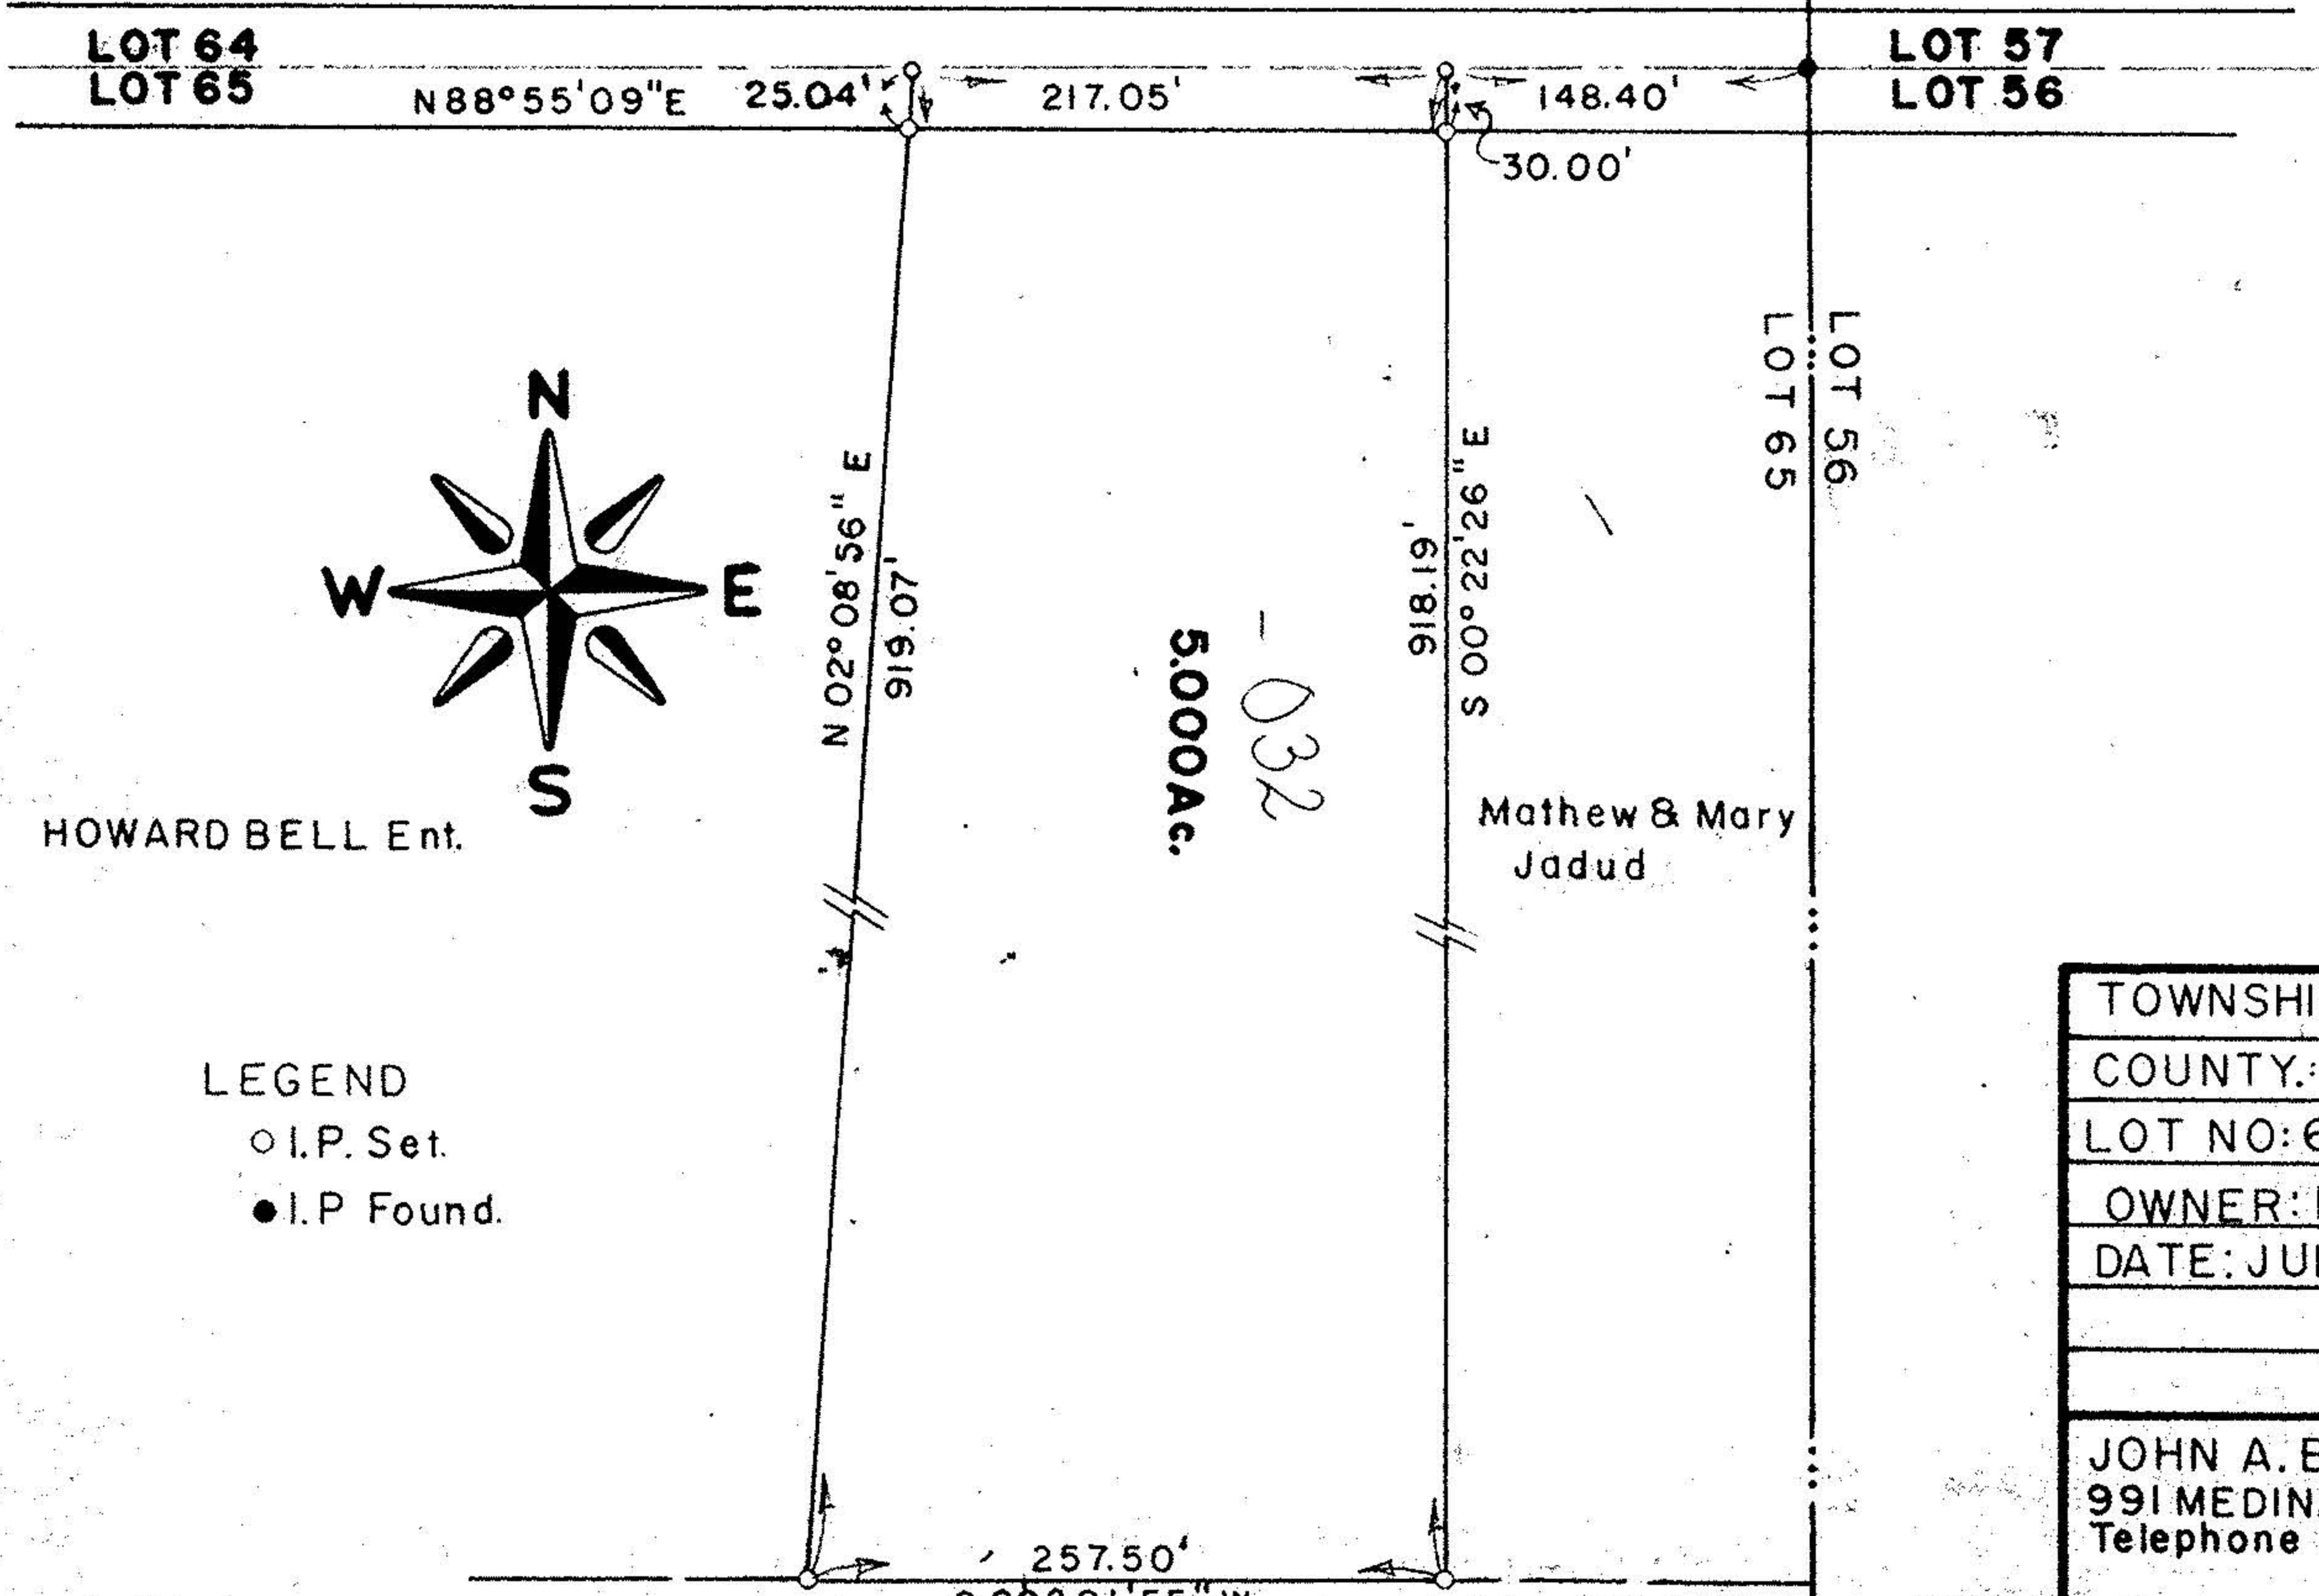 LOT 64
LOT 65
N88°55'09"E
25.04'
217.05'
148.40'
30.00'
LOT 57
LOT 56
LOT 56
LOT 65
N
W
E
S
N 02°08'56" E
919.07'
918.19'
S 00°22'26" E
5.000Ac.
-032
HOWARD BELL Ent.
Mathew & Mary
Jadud
LEGEND
○ I.P. Set.
● I.P Found.
257.50'
TOWNSHI
COUNTY.:
LOT NO: 6
OWNER:
DATE: JU
JOHN A. B
991 MEDIN
Telephone